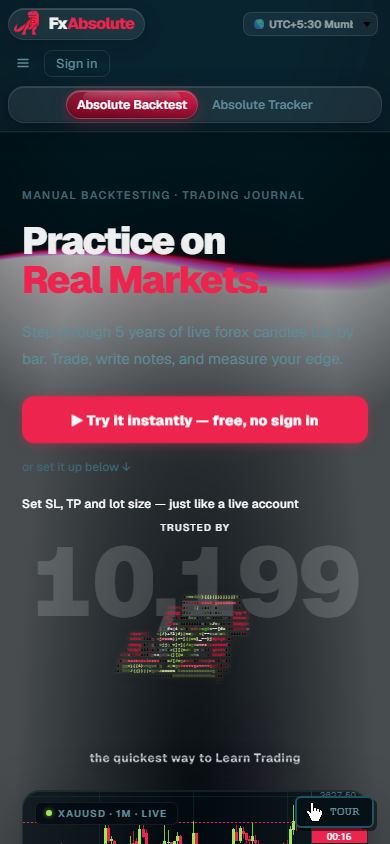 FxAbsolute
UTC+5:30 Mumb
Sign in
Absolute Backtest
Absolute Tracker
MANUAL BACKTESTING · TRADING JOURNAL
Practice on
Real Markets.
Step through 5 years of live forex candles bar by
bar. Trade, write notes, and measure your edge.
▶ Try it instantly — free, no sign in
or set it up below ↓
Set SL, TP and lot size — just like a live account
TRUSTED BY
10,199
the quickest way to Learn Trading
XAUUSD · 1M · LIVE
TOUR
00:16